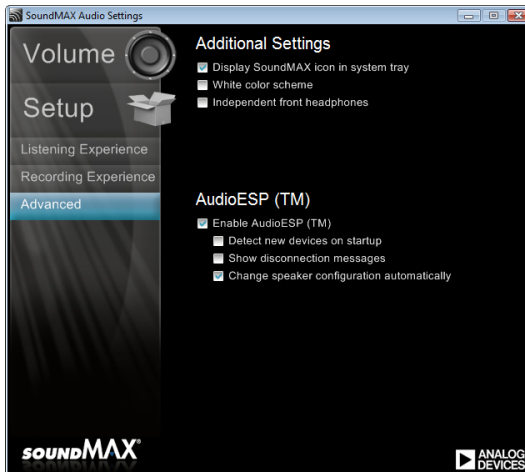 SoundMAX Audio Settings
Volume
Setup
Listening Experience
Recording Experience
Advanced
Additional Settings
Display SoundMAX icon in system tray
White color scheme
Independent front headphones
AudioESP (TM)
Enable AudioESP (TM)
Detect new devices on startup
Show disconnection messages
Change speaker configuration automatically
SOUNDMAX®
ANALOG
DEVICES